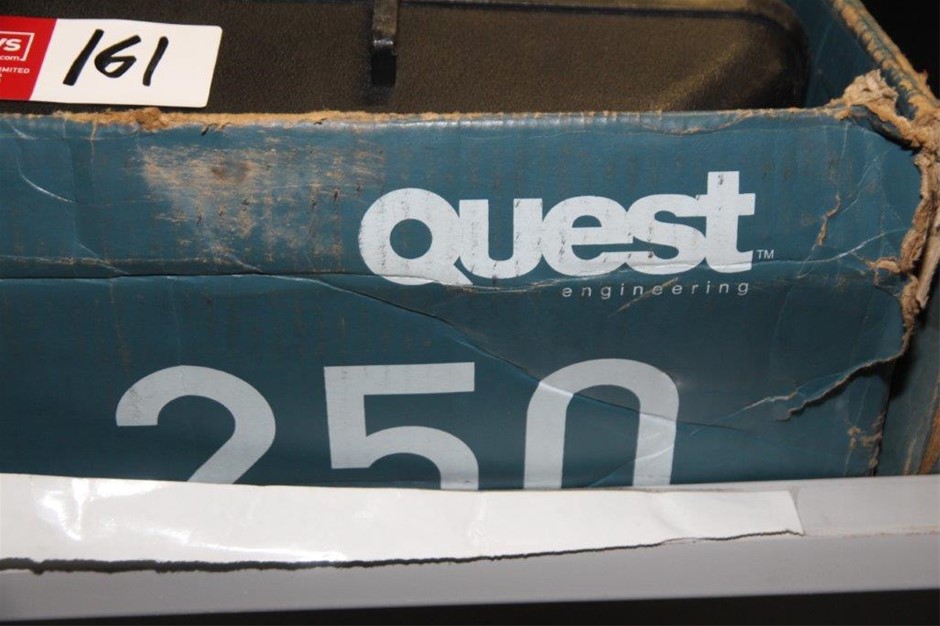 161
Quest™
engineering
250